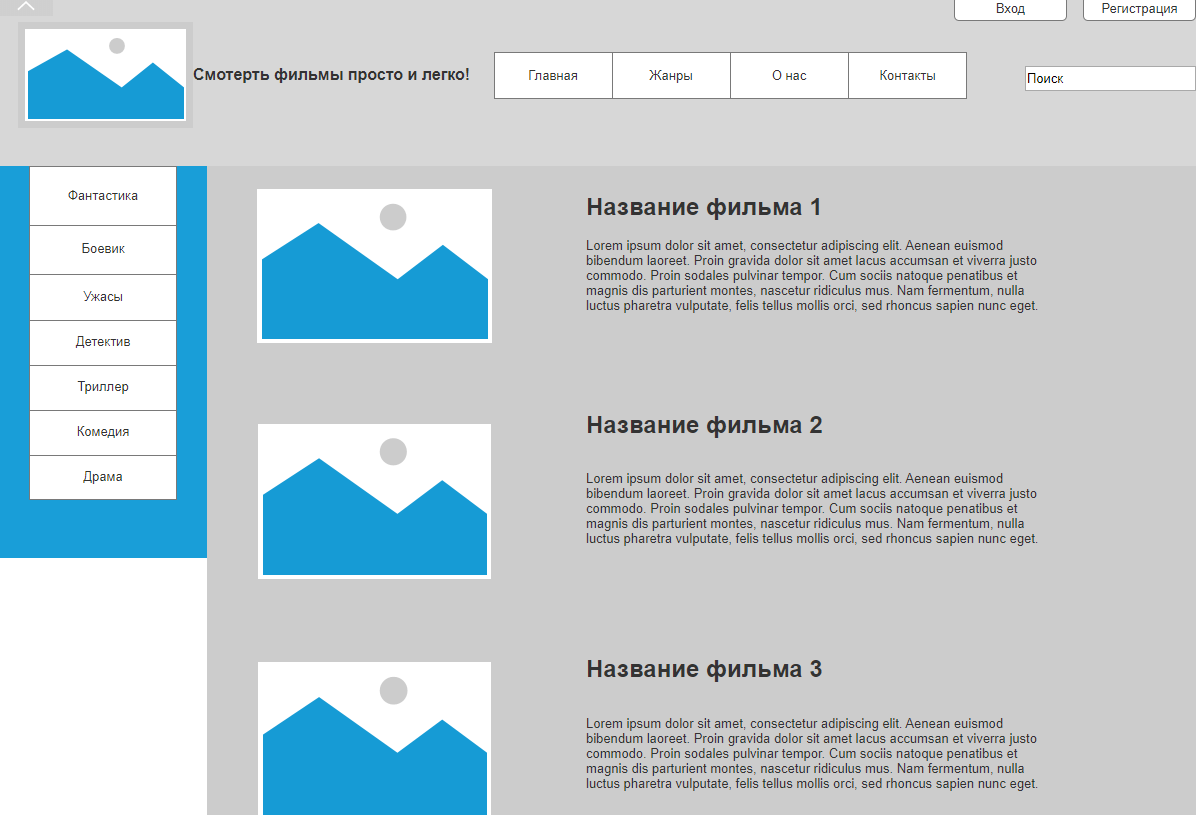 Вход
Регистрация
Смотерть фильмы просто и легко!
Главная
Жанры
О нас
Контакты
Поиск
Фантастика
Боевик
Ужасы
Детектив
Триллер
Комедия
Драма
Название фильма 1
Lorem ipsum dolor sit amet, consectetur adipiscing elit. Aenean euismod
bibendum laoreet. Proin gravida dolor sit amet lacus accumsan et viverra justo
commodo. Proin sodales pulvinar tempor. Cum sociis natoque penatibus et
magnis dis parturient montes, nascetur ridiculus mus. Nam fermentum, nulla
luctus pharetra vulputate, felis tellus mollis orci, sed rhoncus sapien nunc eget.
Название фильма 2
Lorem ipsum dolor sit amet, consectetur adipiscing elit. Aenean euismod
bibendum laoreet. Proin gravida dolor sit amet lacus accumsan et viverra justo
commodo. Proin sodales pulvinar tempor. Cum sociis natoque penatibus et
magnis dis parturient montes, nascetur ridiculus mus. Nam fermentum, nulla
luctus pharetra vulputate, felis tellus mollis orci, sed rhoncus sapien nunc eget.
Название фильма 3
Lorem ipsum dolor sit amet, consectetur adipiscing elit. Aenean euismod
bibendum laoreet. Proin gravida dolor sit amet lacus accumsan et viverra justo
commodo. Proin sodales pulvinar tempor. Cum sociis natoque penatibus et
magnis dis parturient montes, nascetur ridiculus mus. Nam fermentum, nulla
luctus pharetra vulputate, felis tellus mollis orci, sed rhoncus sapien nunc eget.